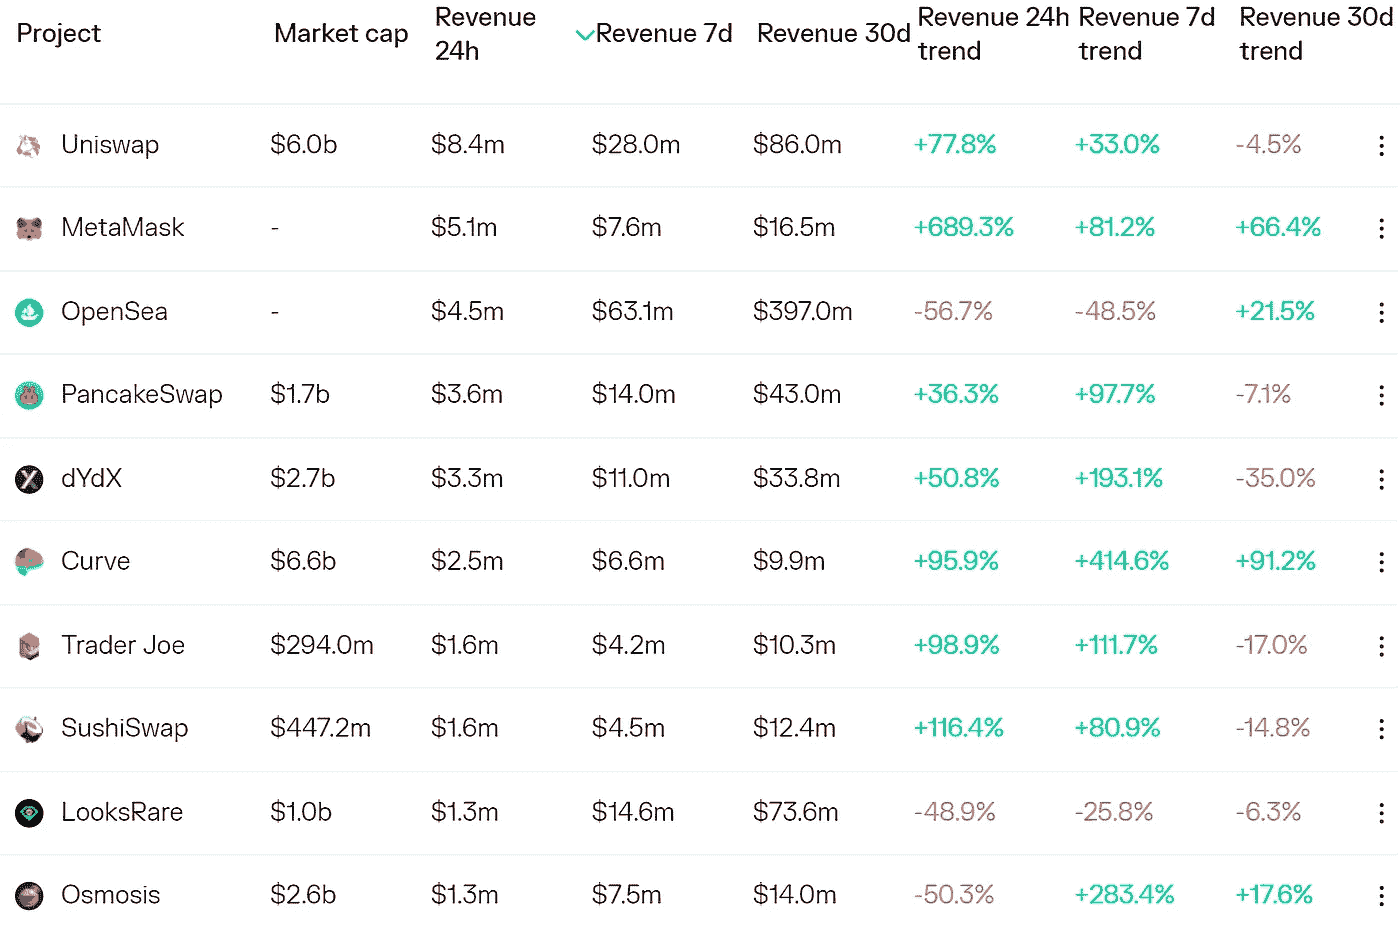 Project Market cap Revenue 24h Revenue 7d Revenue 30d Revenue 24h trend Revenue 7d trend Revenue 30d trend
Uniswap $6.0b $8.4m $28.0m $86.0m +77.8% +33.0% -4.5%
MetaMask - $5.1m $7.6m $16.5m +689.3% +81.2% +66.4%
OpenSea - $4.5m $63.1m $397.0m -56.7% -48.5% +21.5%
PancakeSwap $1.7b $3.6m $14.0m $43.0m +36.3% +97.7% -7.1%
dYdX $2.7b $3.3m $11.0m $33.8m +50.8% +193.1% -35.0%
Curve $6.6b $2.5m $6.6m $9.9m +95.9% +414.6% +91.2%
Trader Joe $294.0m $1.6m $4.2m $10.3m +98.9% +111.7% -17.0%
SushiSwap $447.2m $1.6m $4.5m $12.4m +116.4% +80.9% -14.8%
LooksRare $1.0b $1.3m $14.6m $73.6m -48.9% -25.8% -6.3%
Osmosis $2.6b $1.3m $7.5m $14.0m -50.3% +283.4% +17.6%